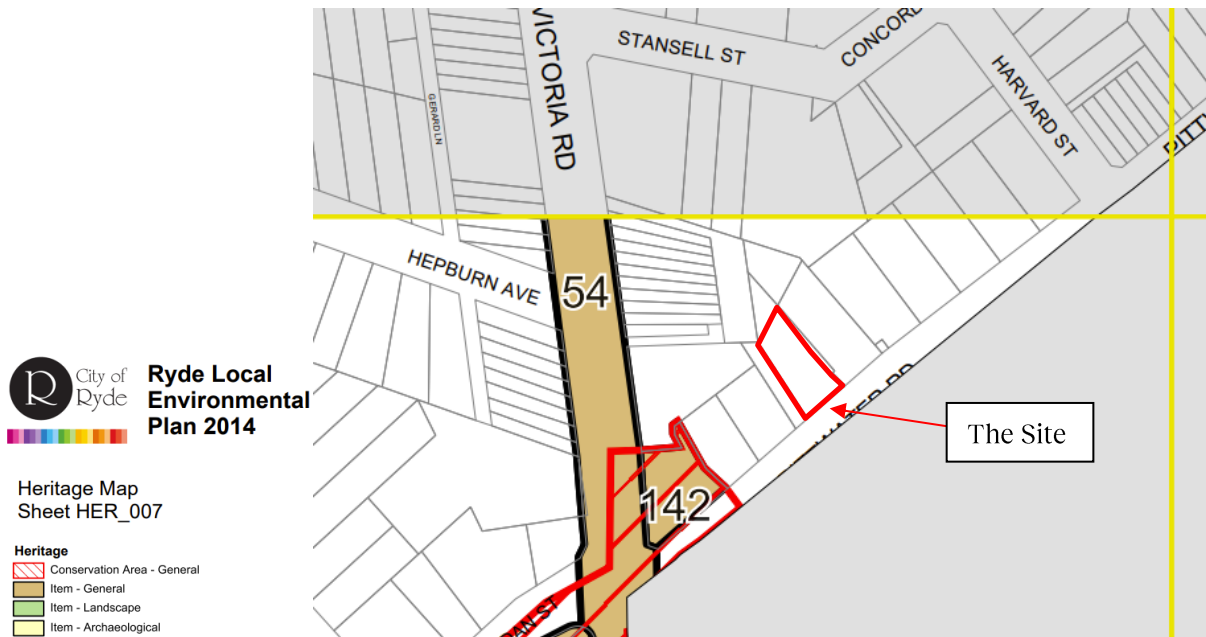 City of
Ryde
R
Ryde Local
Environmental
Plan 2014
Heritage Map
Sheet HER_007
Heritage
Conservation Area - General
Item - General
Item - Landscape
Item - Archaeological
VICTORIA RD
STANSELL ST
CONCORD
HARVARD ST
GERARD LN
HEPBURN AVE
54
142
The Site